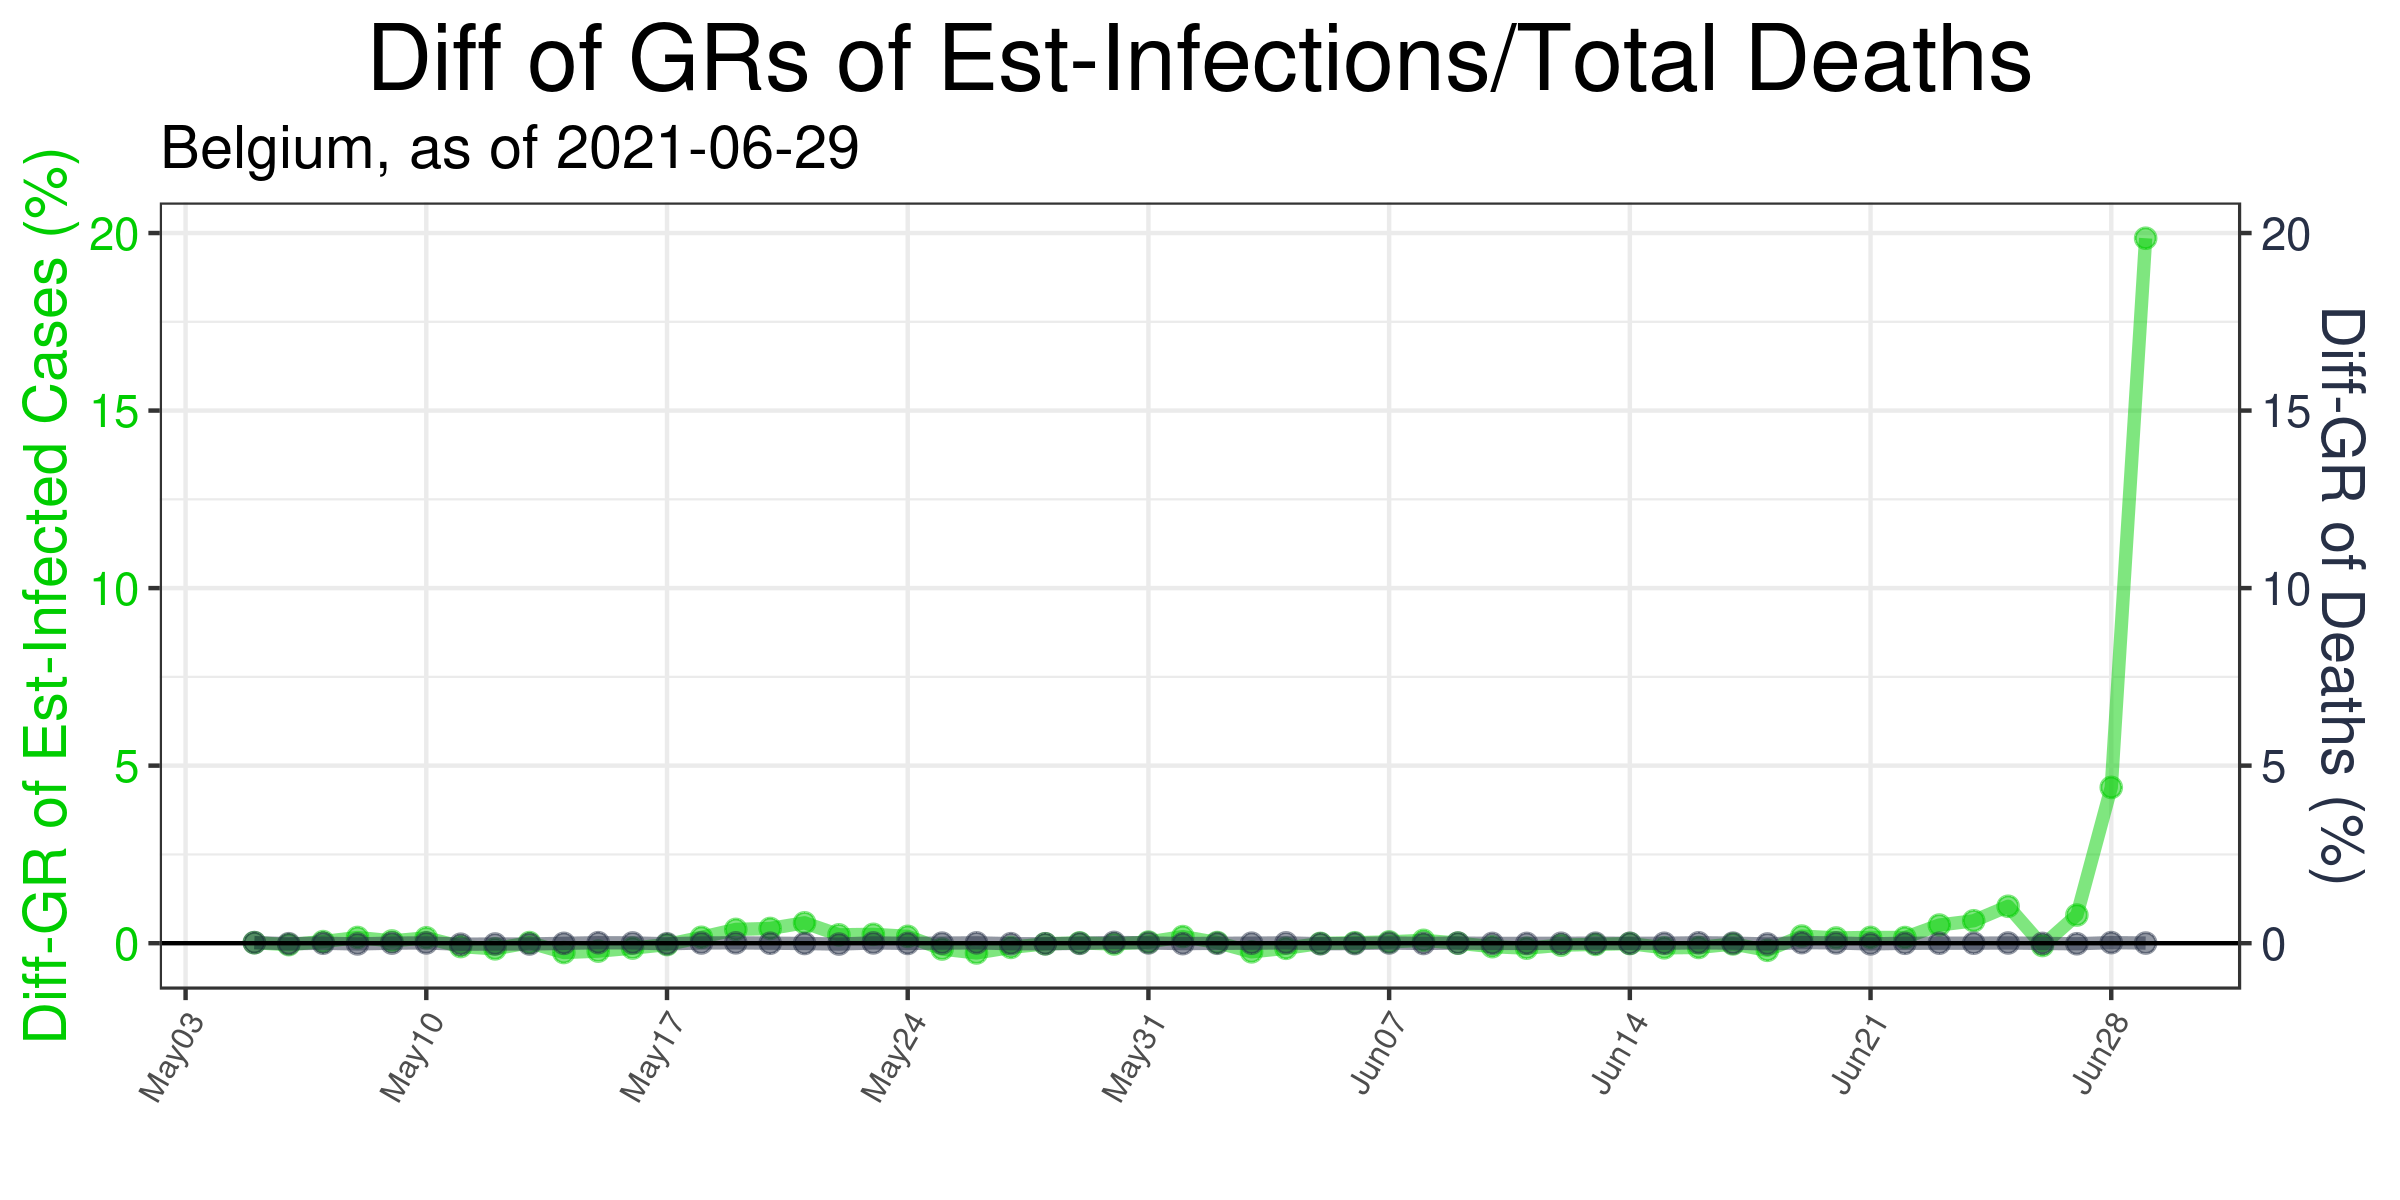 Diff of GRs of Est-Infections/Total Deaths
Belgium, as of 2021-06-29
Diff-GR of Est-Infected Cases (%)
20
15
10
5
0
20
15
10
5
0
Diff-GR of Deaths (%)
May03
May10
May17
May24
May31
Jun07
Jun14
Jun21
Jun28